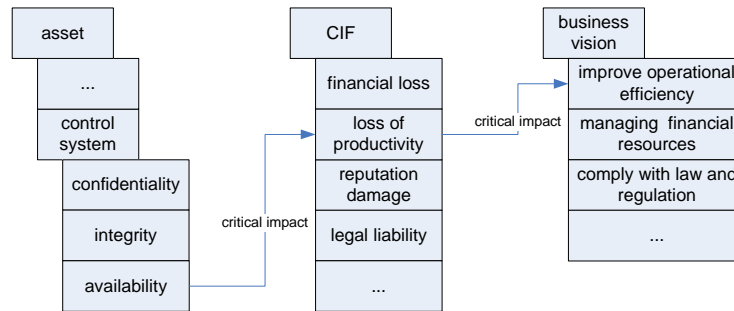 asset
...
control
system
confidentiality
integrity
availability
critical impact
CIF
financial loss
loss of
productivity
reputation
damage
legal liability
...
critical impact
business
vision
improve operational
efficiency
managing financial
resources
comply with law and
regulation
...